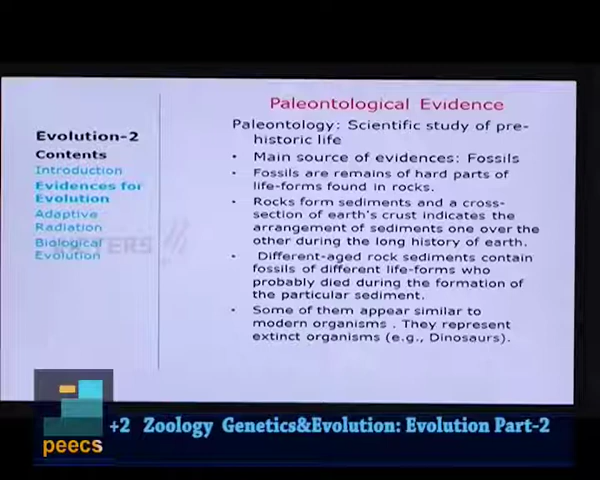 Paleontological Evidence
Evolution-2
Contents
Introduction
Evidences for
Evolution
Adaptive
Radiation
Biological
Evolution
Paleontology: Scientific study of pre-
historic life
• Main source of evidences: Fossils
• Fossils are remains of hard parts of
life-forms found in rocks.
• Rocks form sediments and a cross-
section of earth's crust indicates the
arrangement of sediments one over the
other during the long history of earth.
• Different-aged rock sediments contain
fossils of different life-forms who
probably died during the formation of
the particular sediment.
• Some of them appear similar to
modern organisms . They represent
extinct organisms (e.g., Dinosaurs).
peecs
+2 Zoology Genetics&Evolution: Evolution Part-2